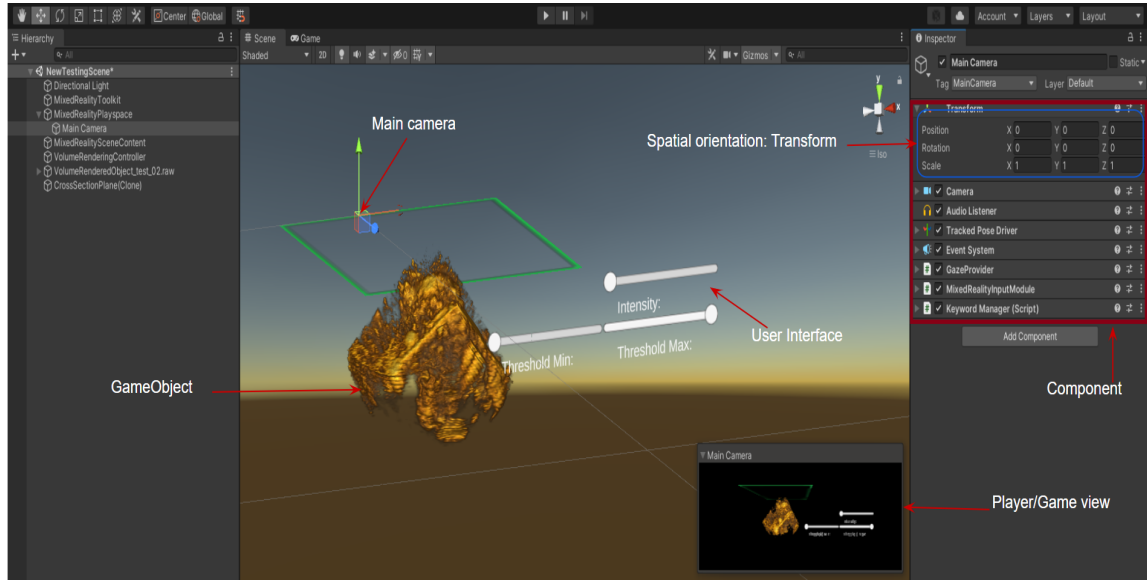 Center Global
Account Layers Layout
Hierarchy
All
NewTestingScene*
Directional Light
MixedRealityToolkit
MixedRealityPlayspace
Main Camera
MixedRealitySceneContent
VolumeRenderingController
VolumeRenderedObject_test_02.raw
CrossSectionPlane(Clone)
Scene Game
Shaded 2D 0 Gizmos All
y
x
Iso
Main camera
Spatial orientation: Transform
Intensity:
Threshold Min:
Threshold Max:
User Interface
GameObject
Main Camera
Player/Game view
Inspector
Main Camera Static
Tag MainCamera Layer Default
Transform
Position X 0 Y 0 Z 0
Rotation X 0 Y 0 Z 0
Scale X 1 Y 1 Z 1
Camera
Audio Listener
Tracked Pose Driver
Event System
GazeProvider
MixedRealityInputModule
Keyword Manager (Script)
Add Component
Component